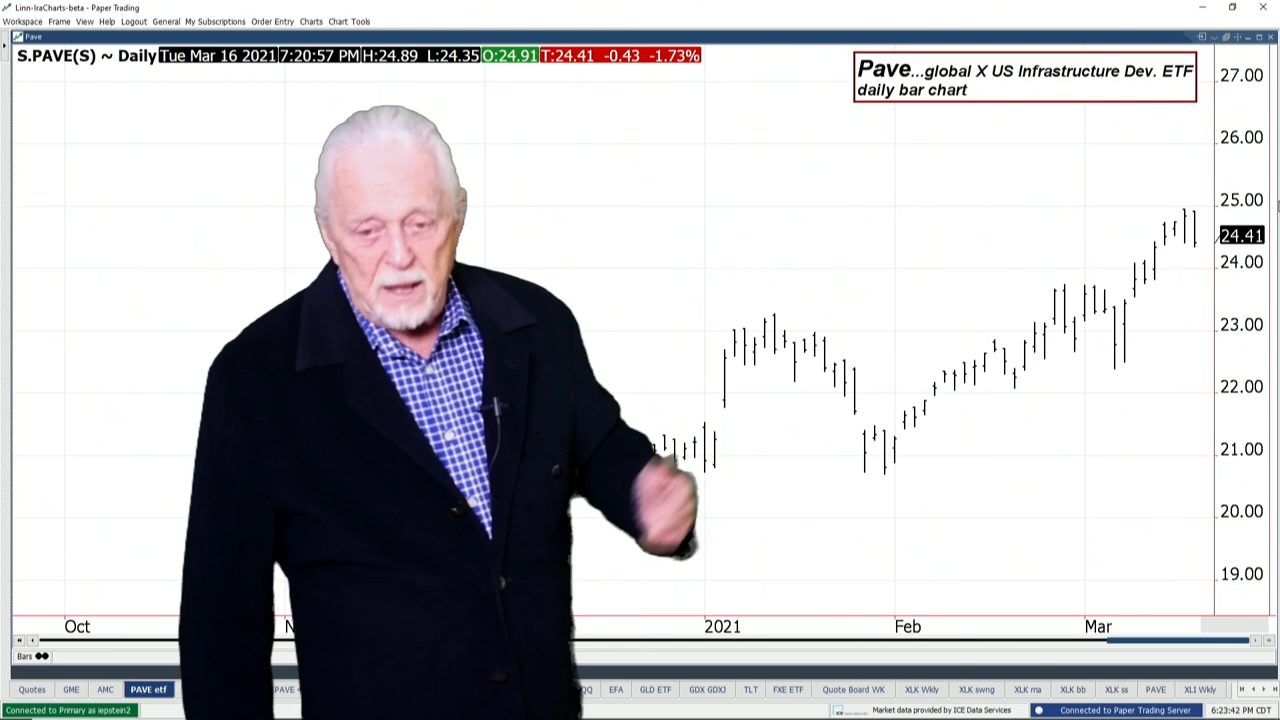 Linn-IraCharts-beta - Paper Trading
Workspace Frame View Help Logout General My Subscriptions Order Entry Charts Chart Tools
Pave
S.PAVE(S) ~ Daily Tue Mar 16 2021 7:20:57 PM H:24.89 L:24.35 O:24.91 T:24.41 -0.43 -1.73%
Pave...global X US Infrastructure Dev. ETF
daily bar chart
27.00
26.00
25.00
24.41
24.00
23.00
22.00
21.00
20.00
19.00
Oct N 2021 Feb Mar
Bars
Quotes GME AMC PAVE etf PAVE EFA GLD ETF GDX GDXJ TLT FXE ETF Quote Board WK XLK Wkly XLK swng XLK ma XLK bb XLK ss PAVE XLI Wkly
Connected to Primary as iepstein2 Market data provided by ICE Data Services Connected to Paper Trading Server 6:23:42 PM CDT